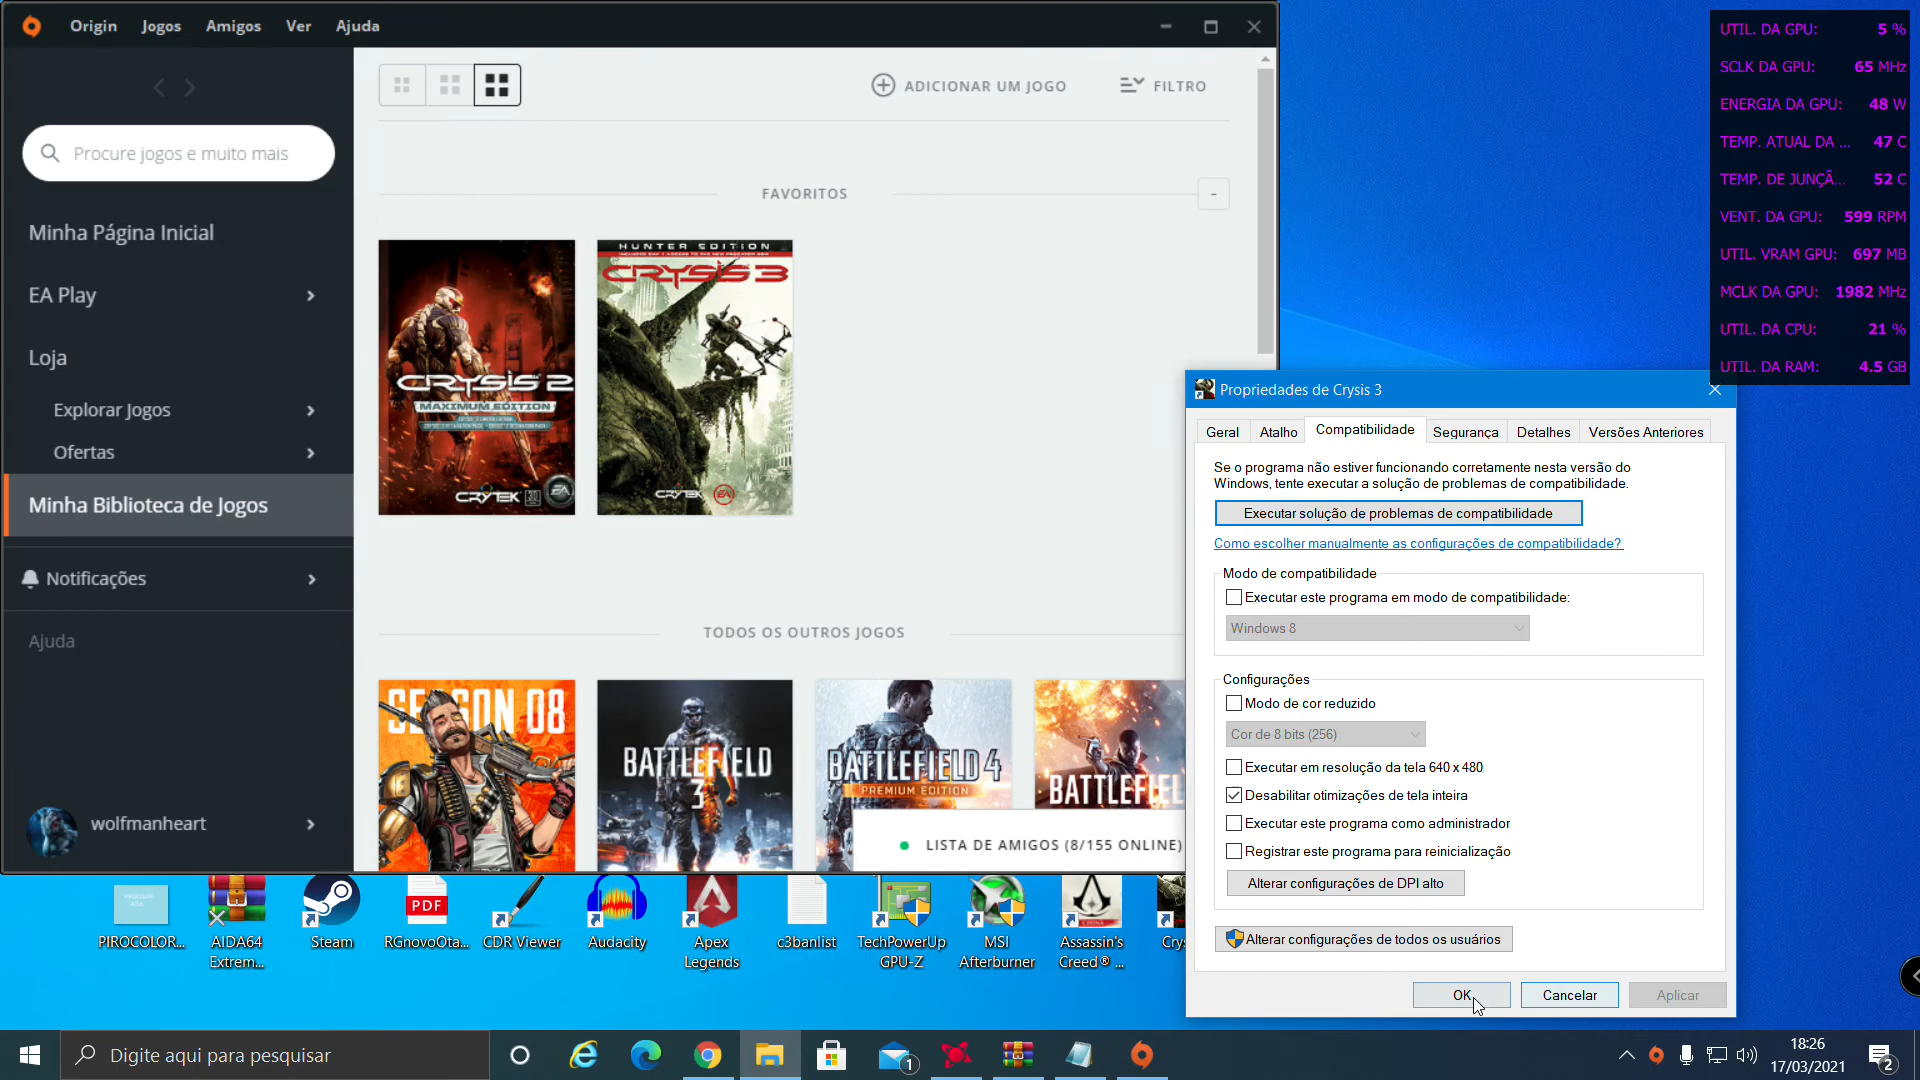 Origin Jogos Amigos Ver Ajuda
Procure jogos e muito mais
Minha Página Inicial
EA Play
Loja
Explorar Jogos
Ofertas
Minha Biblioteca de Jogos
Notificações
Ajuda
wolfmanheart
ADICIONAR UM JOGO
FILTRO
FAVORITOS
-
CRYSIS 2
MAXIMUM EDITION
CRYTEK
EA
HUNTER EDITION
CRYSIS 3
CRYTEK
EA
TODOS OS OUTROS JOGOS
SEASON 08
BATTLEFIELD
3
BATTLEFIELD 4
PREMIUM EDITION
BATTLEFIEL
LISTA DE AMIGOS (8/155 ONLINE)
UTIL. DA GPU: 5 %
SCLK DA GPU: 65 MHz
ENERGIA DA GPU: 48 W
TEMP. ATUAL DA ... 47 C
TEMP. DE JUNÇÃ... 52 C
VENT. DA GPU: 599 RPM
UTIL. VRAM GPU: 697 MB
MCLK DA GPU: 1982 MHz
UTIL. DA CPU: 21 %
UTIL. DA RAM: 4.5 GB
Propriedades de Crysis 3
Geral Atalho Compatibilidade Segurança Detalhes Versões Anteriores
Se o programa não estiver funcionando corretamente nesta versão do
Windows, tente executar a solução de problemas de compatibilidade.
Executar solução de problemas de compatibilidade
Como escolher manualmente as configurações de compatibilidade?
Modo de compatibilidade
Executar este programa em modo de compatibilidade:
Windows 8
Configurações
Modo de cor reduzido
Cor de 8 bits (256)
Executar em resolução da tela 640 x 480
Desabilitar otimizações de tela inteira
Executar este programa como administrador
Registrar este programa para reinicialização
Alterar configurações de DPI alto
Alterar configurações de todos os usuários
OK Cancelar Aplicar
PDF
PIROCOLOR...
AIDA64
Extrem...
Steam
RGnovoOta...
CDR Viewer
Audacity
Apex
Legends
c3banlist
TechPowerUp
GPU-Z
MSI
Afterburner
Assassin's
Creed® ...
Crys
Digite aqui para pesquisar
1
18:26
17/03/2021
2